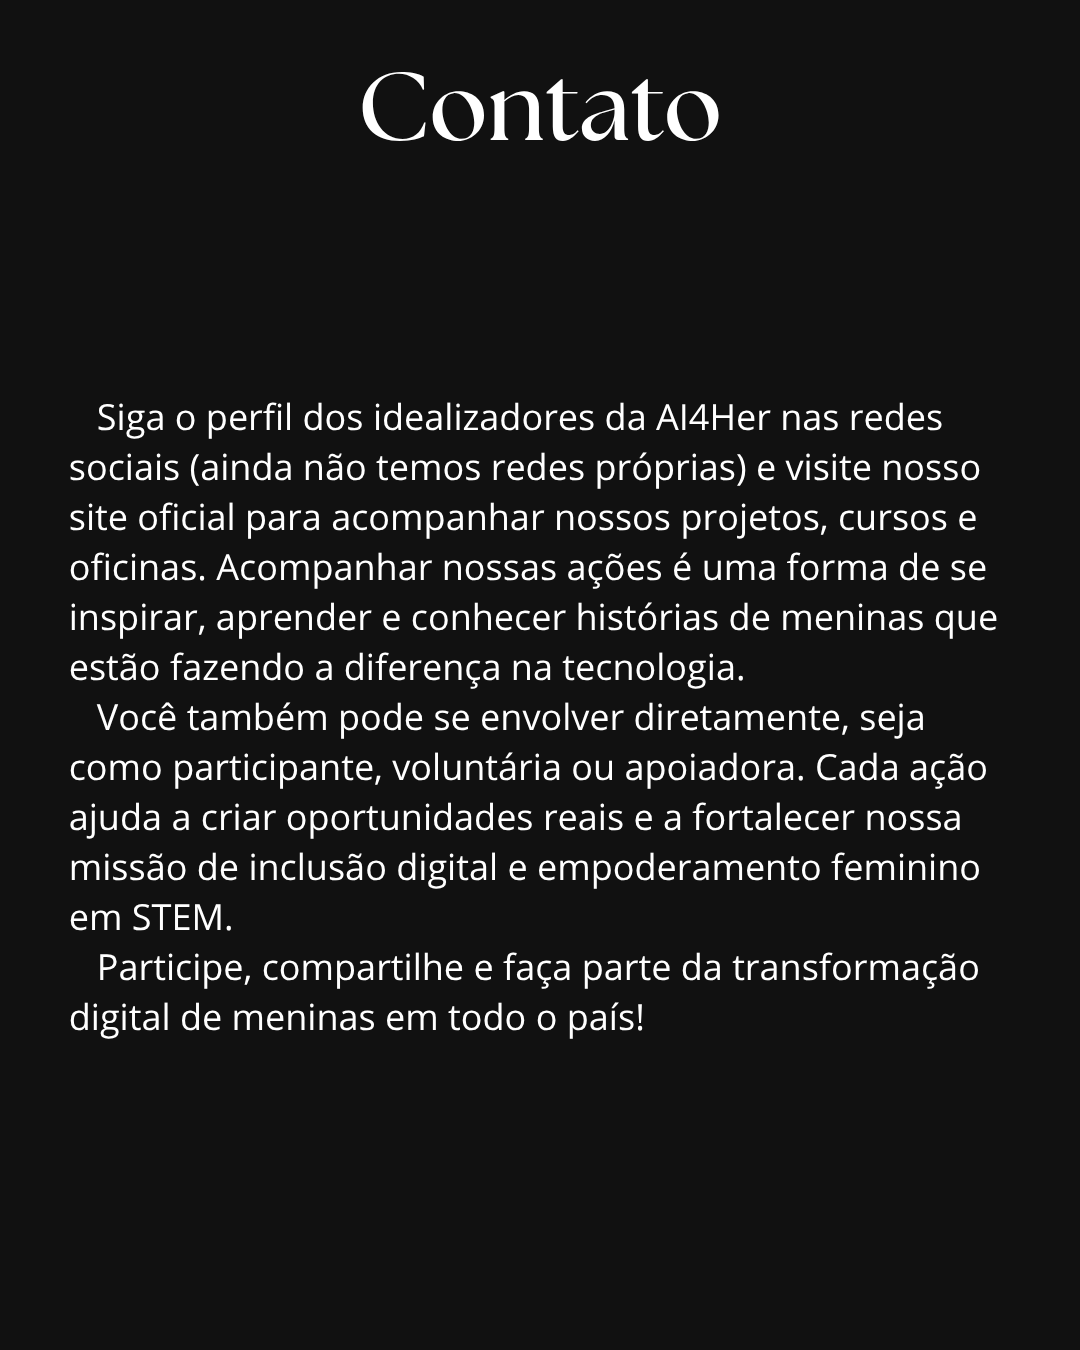 Contato
Siga o perfil dos idealizadores da AI4Her nas redes
sociais (ainda não temos redes próprias) e visite nosso
site oficial para acompanhar nossos projetos, cursos e
oficinas. Acompanhar nossas ações é uma forma de se
inspirar, aprender e conhecer histórias de meninas que
estão fazendo a diferença na tecnologia.
Você também pode se envolver diretamente, seja
como participante, voluntária ou apoiadora. Cada ação
ajuda a criar oportunidades reais e a fortalecer nossa
missão de inclusão digital e empoderamento feminino
em STEM.
Participe, compartilhe e faça parte da transformação
digital de meninas em todo o país!